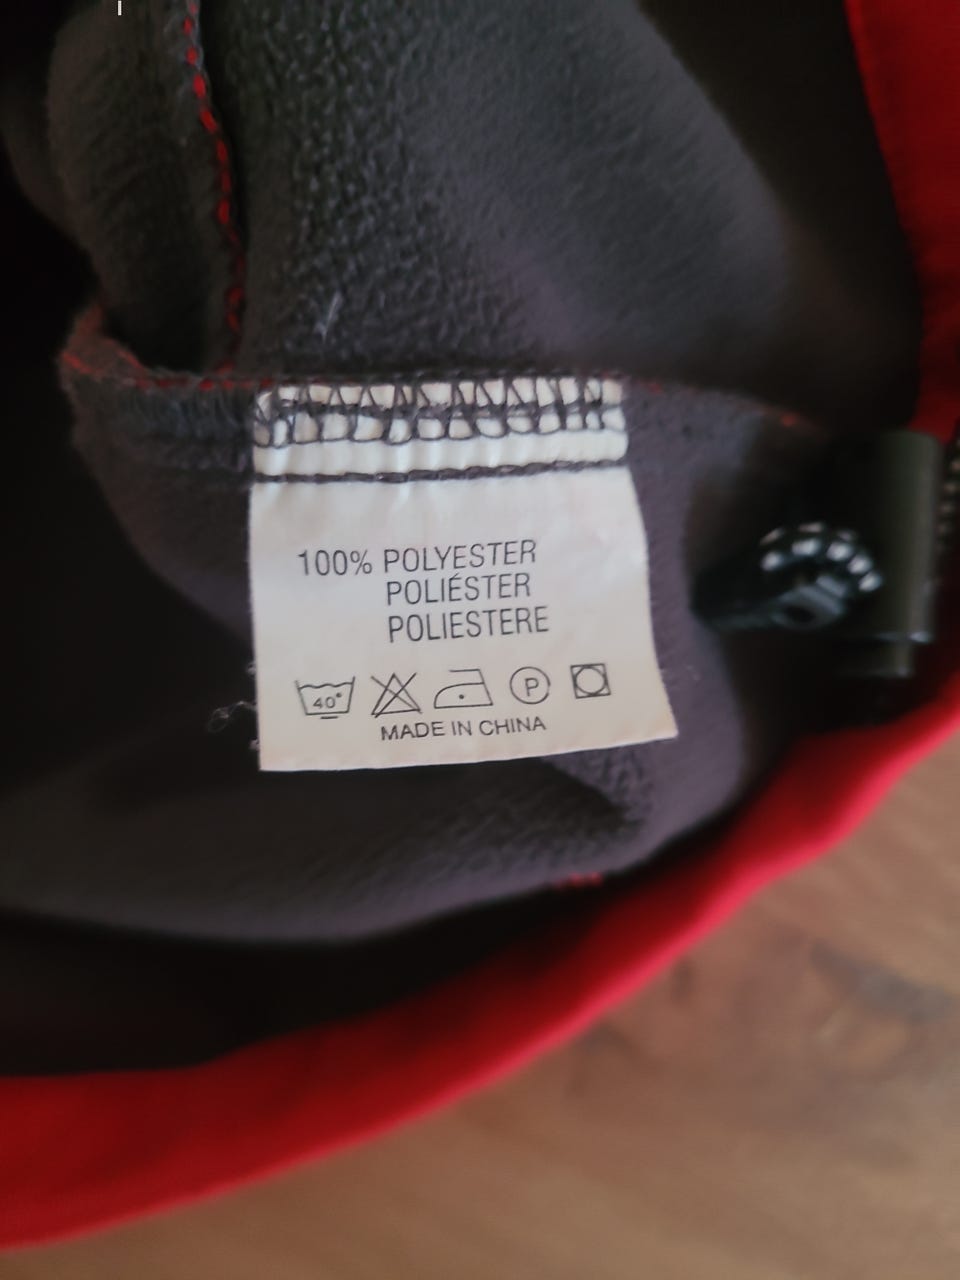 100% POLYESTER
POLIÉSTER
POLIESTERE
40°
P
MADE IN CHINA